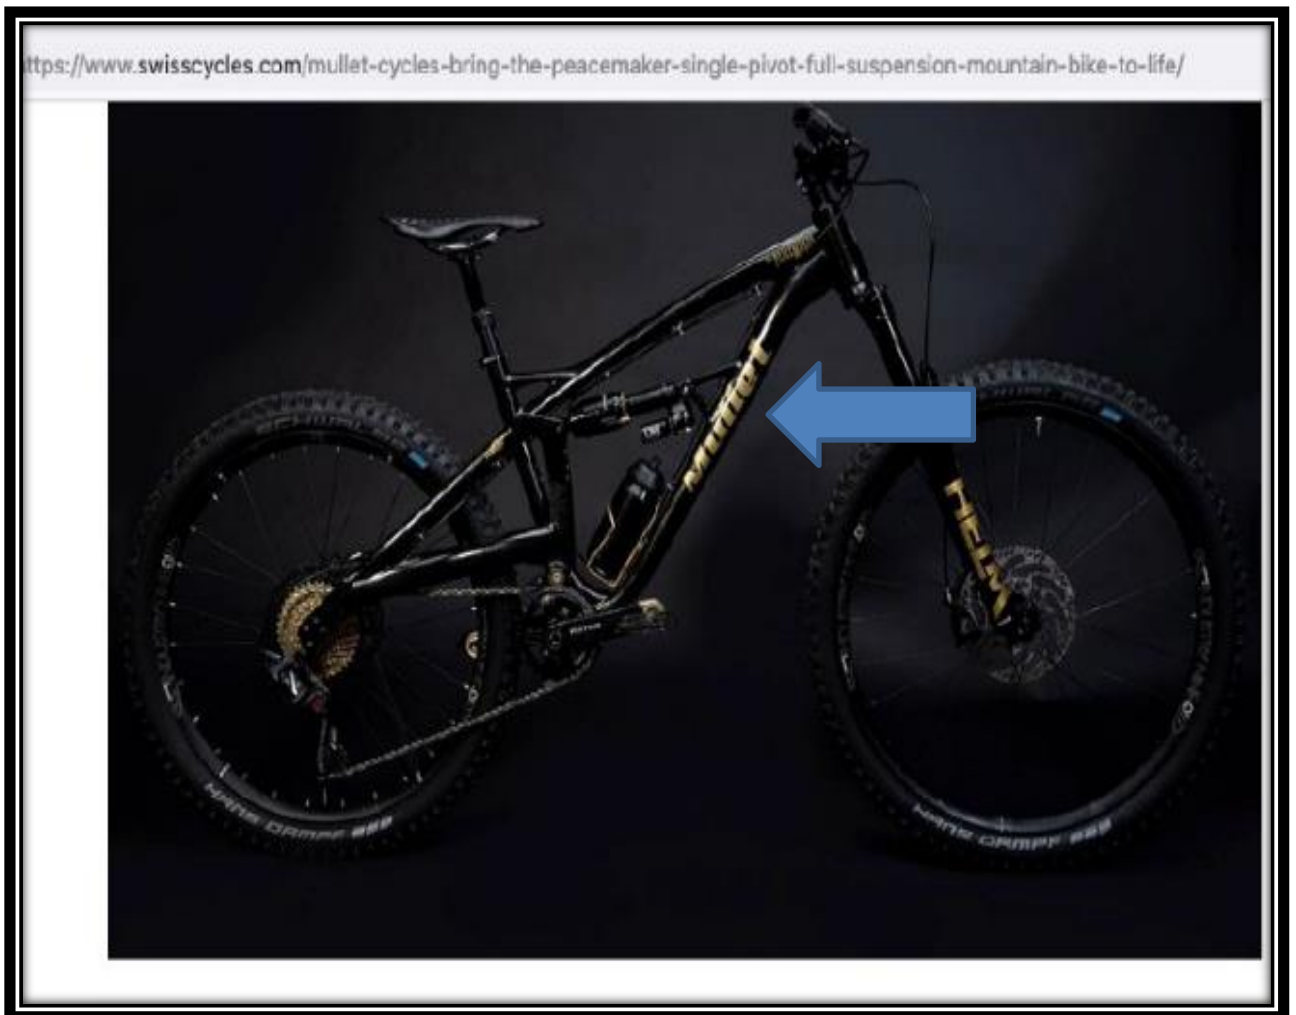 ttps://www.swisscycles.com/mullet-cycles-bring-the-peacemaker-single-pivot-full-suspension-mountain-bike-to-life/
Mullet
HELM
HANS DAMPF
HANS DAMPF